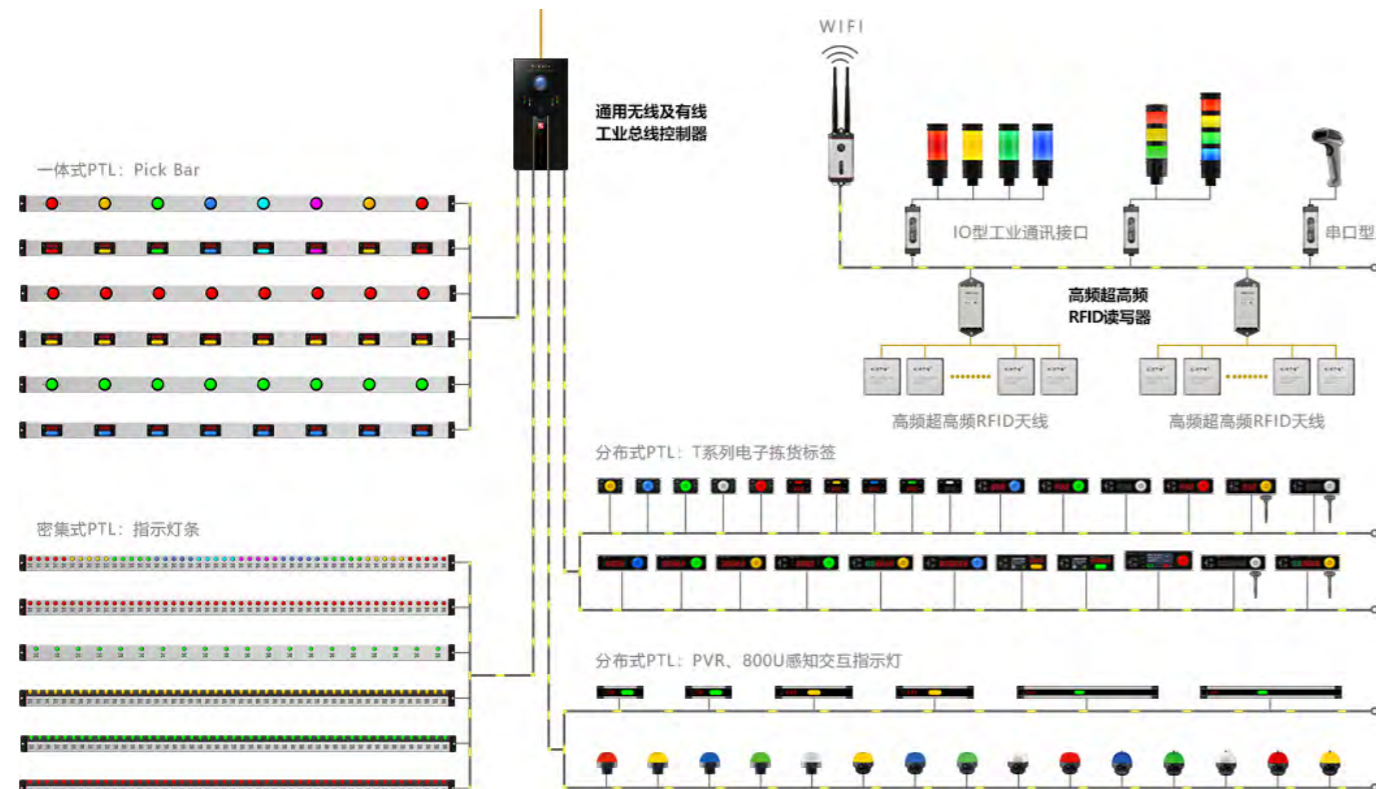 WIFI
通用无线及有线
工业总线控制器
一体式PTL：Pick Bar
IO型工业通讯接口
串口型
高频超高频
RFID读写器
高频超高频RFID天线
高频超高频RFID天线
分布式PTL：T系列电子拣货标签
密集式PTL：指示灯条
分布式PTL：PVR、800U感知交互指示灯